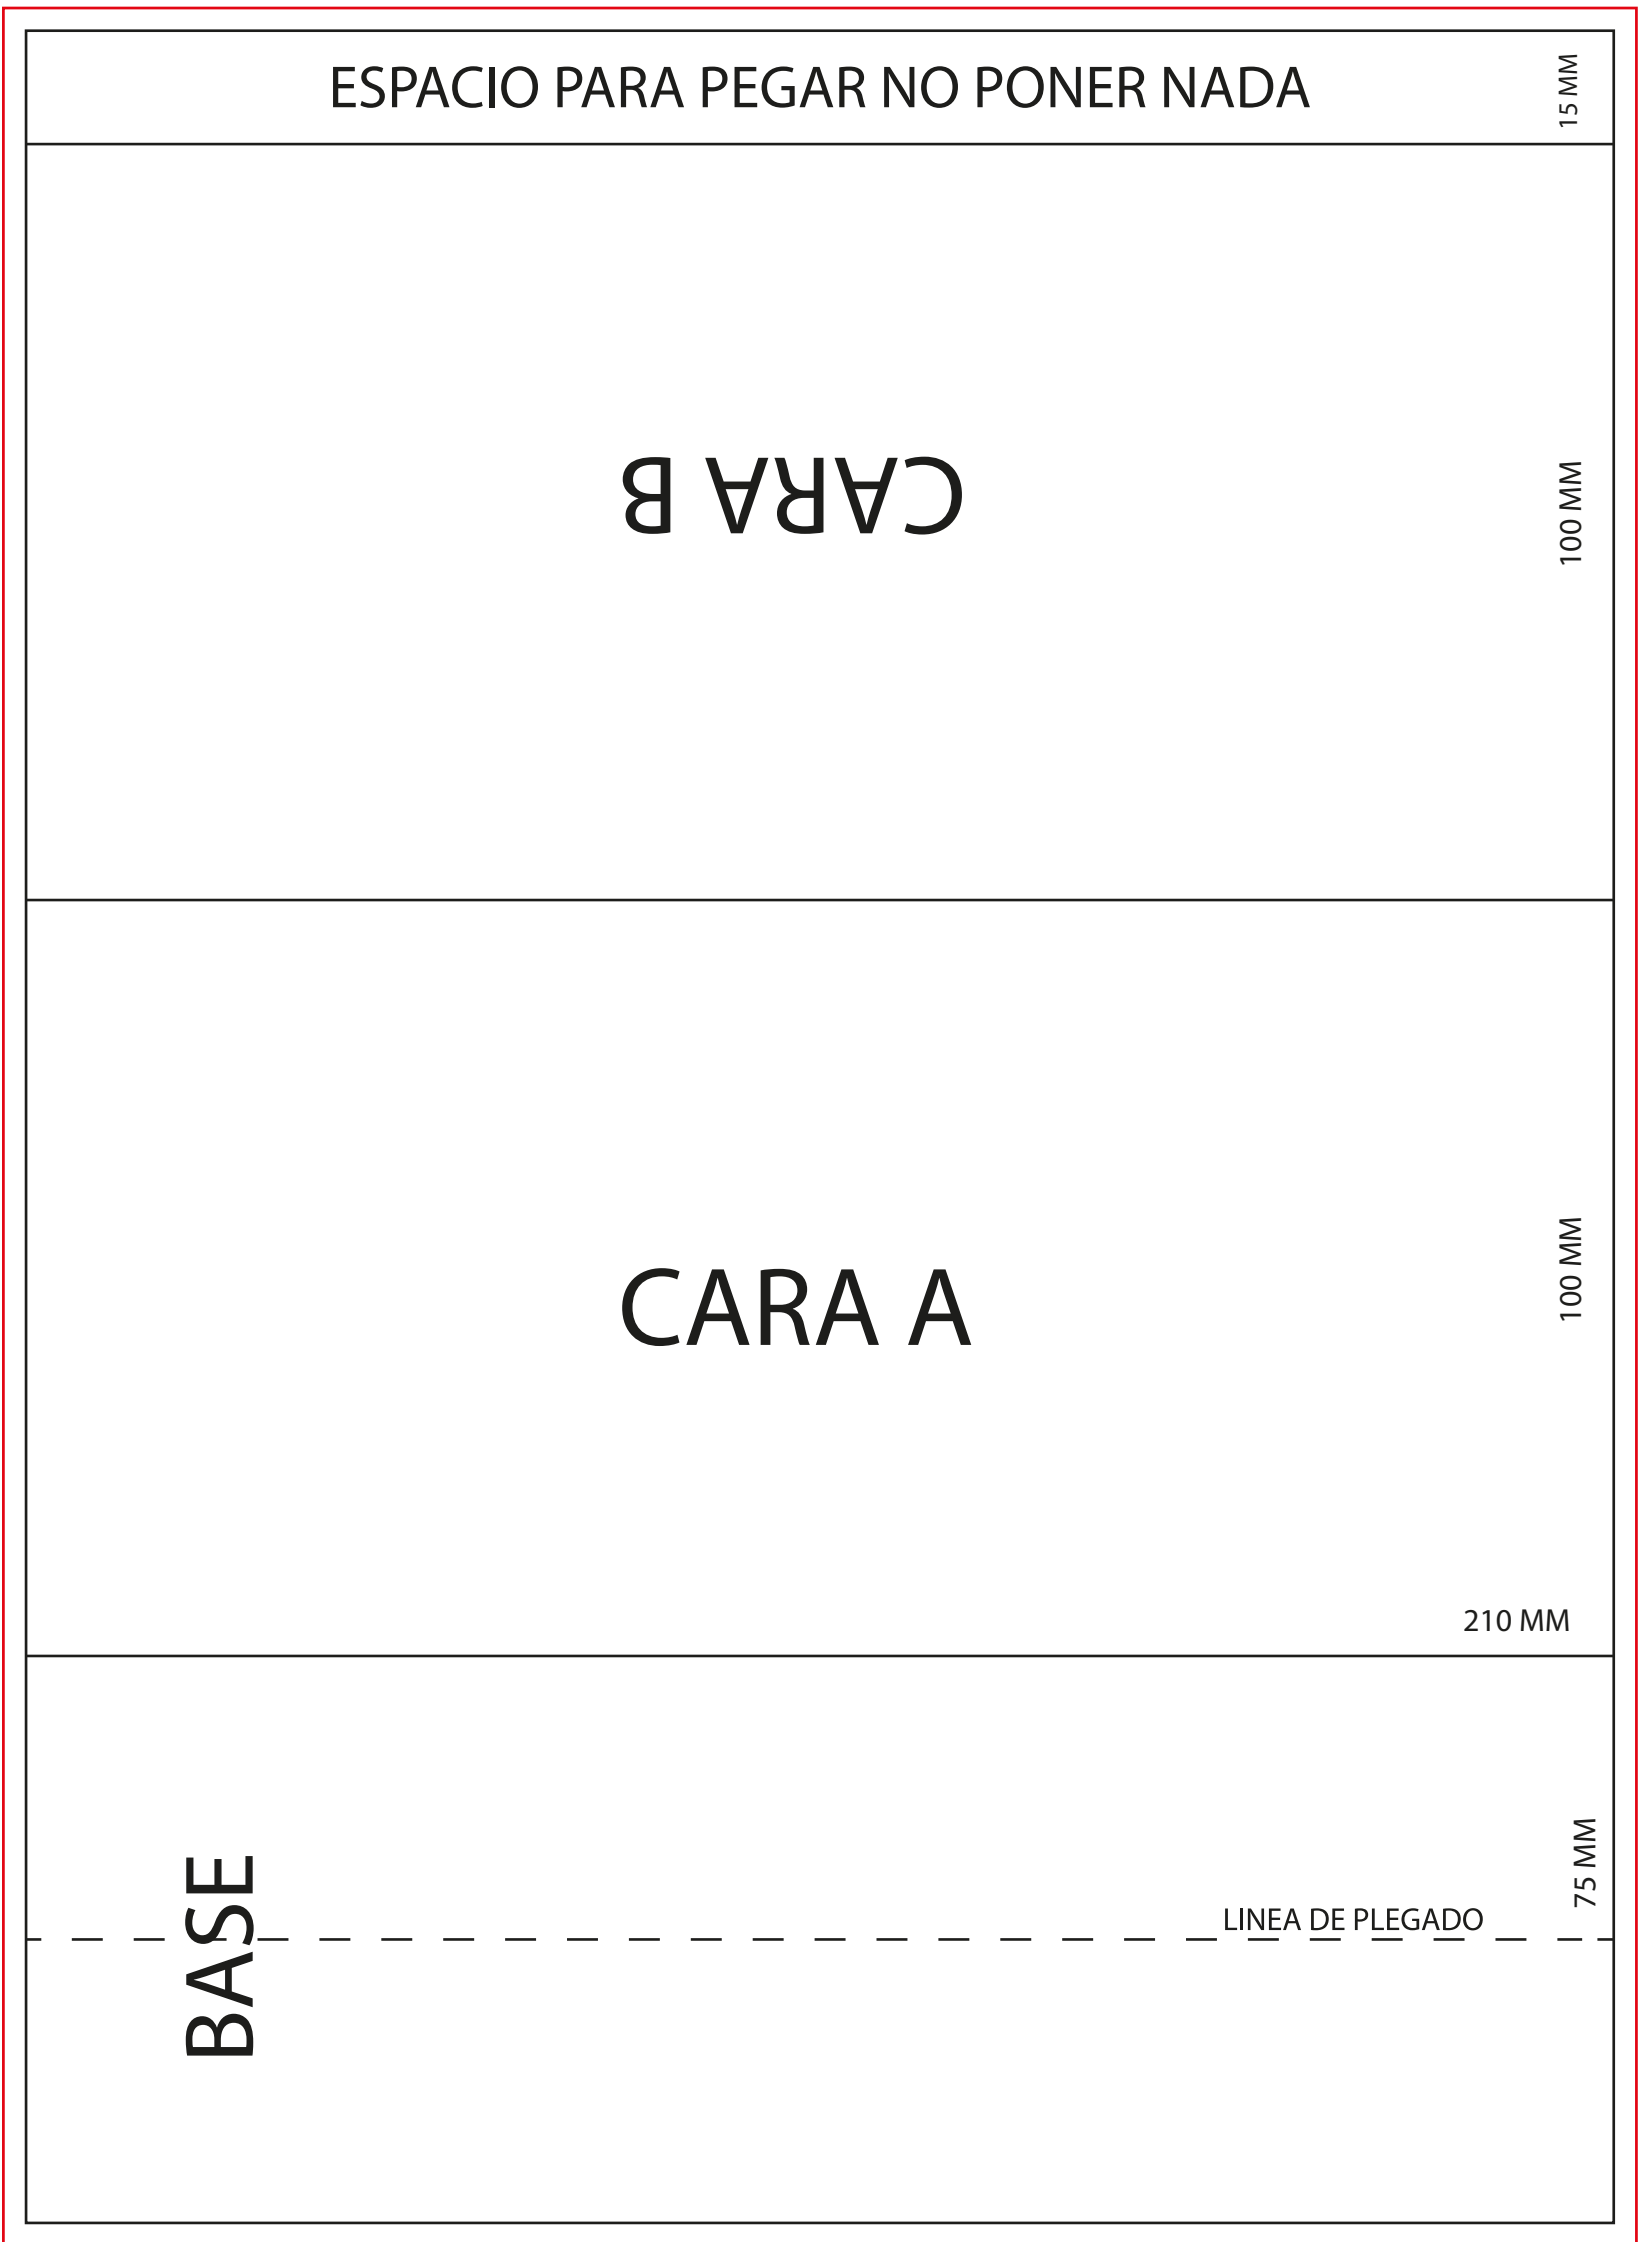 ESPACIO PARA PEGAR NO PONER NADA
15 MM
CARA B
100 MM
CARA A
100 MM
210 MM
BASE
75 MM
LINEA DE PLEGADO